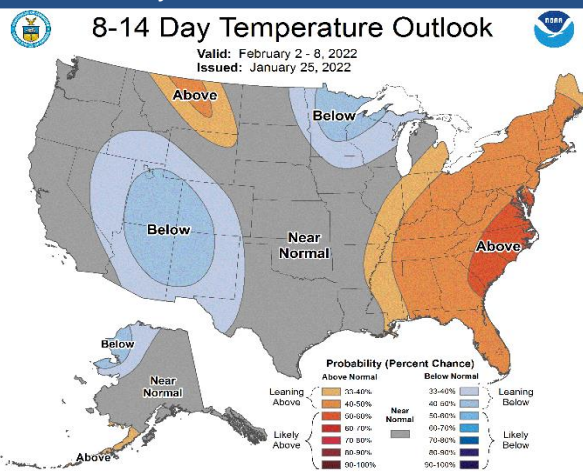 8-14 Day Temperature Outlook
NOAA
Valid: February 2 - 8, 2022
Issued: January 25, 2022
Above
Below
Below
Near
Normal
Above
Below
Near
Normal
Above
Probability (Percent Chance)
Above Normal
Below Normal
Leaning
Above
33-40%
40-50%
Likely
Above
50-60%
60-70%
70-80%
80-90%
90-100%
Near
Normal
33-40%
40-50%
Leaning
Below
50-60%
60-70%
70-80%
80-90%
90-100%
Likely
Below